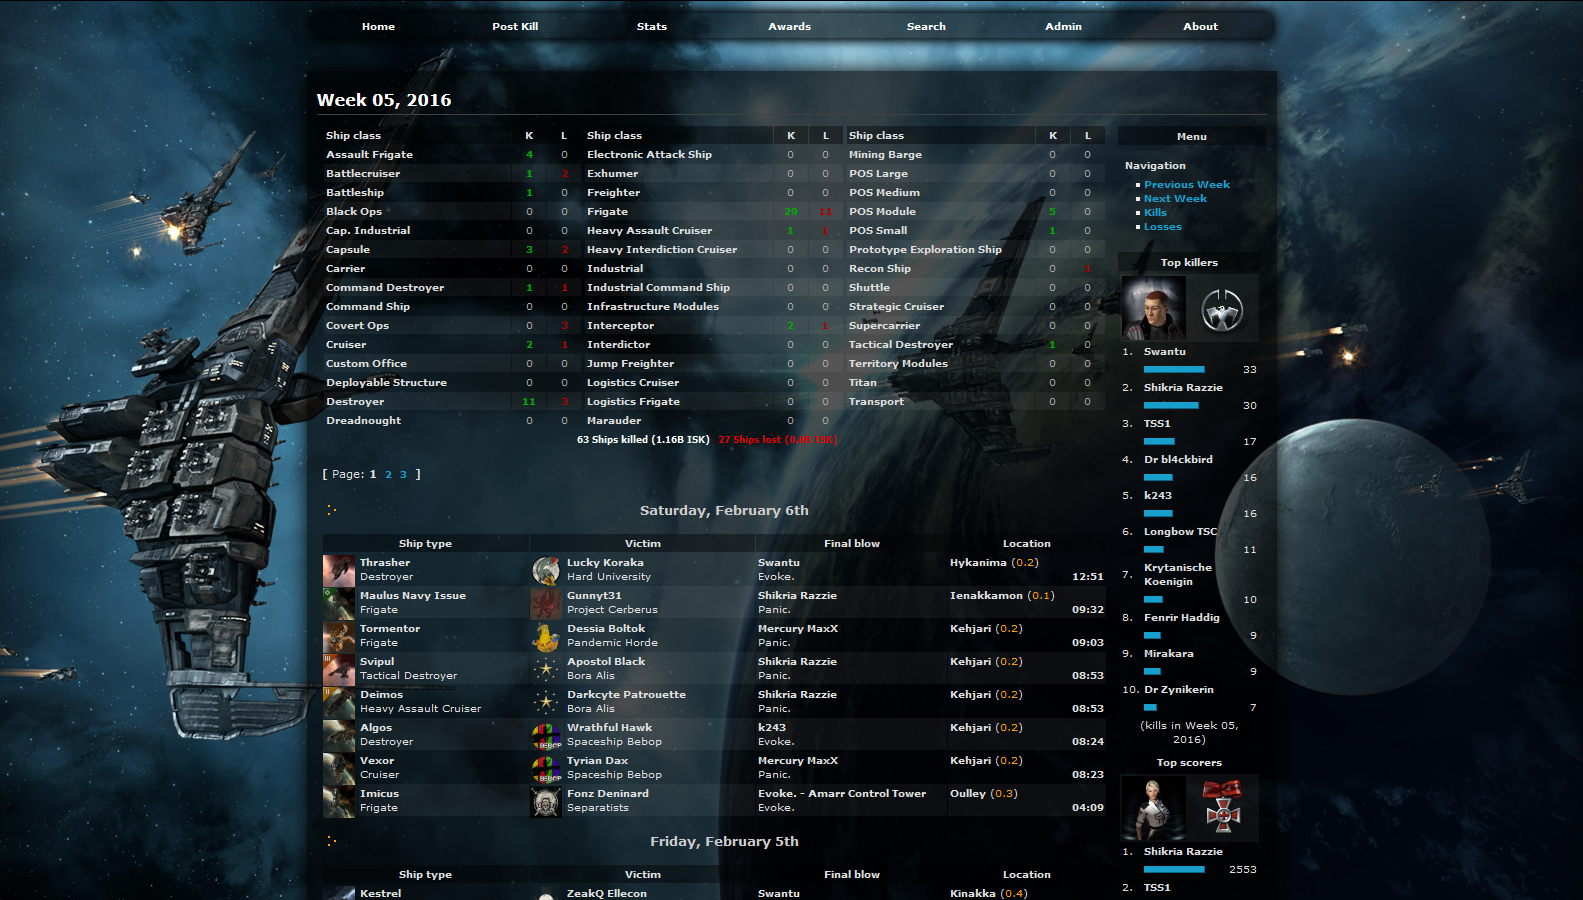 Home Post Kill Stats Awards Search Admin About
Week 05, 2016
Ship class K L Ship class K L Ship class K L
Assault Frigate 4 0 Electronic Attack Ship 0 0 Mining Barge 0 0
Battlecruiser 1 2 Exhumer 0 0 POS Large 0 0
Battleship 1 0 Freighter 0 0 POS Medium 0 0
Black Ops 0 0 Frigate 29 11 POS Module 5 0
Cap. Industrial 0 0 Heavy Assault Cruiser 1 1 POS Small 1 0
Capsule 3 2 Heavy Interdiction Cruiser 0 0 Prototype Exploration Ship 0 0
Carrier 0 0 Industrial 0 0 Recon Ship 0 1
Command Destroyer 1 1 Industrial Command Ship 0 0 Shuttle 0 0
Command Ship 0 0 Infrastructure Modules 0 0 Strategic Cruiser 0 0
Covert Ops 0 3 Interceptor 2 1 Supercarrier 0 0
Cruiser 2 1 Interdictor 0 0 Tactical Destroyer 1 0
Custom Office 0 0 Jump Freighter 0 0 Territory Modules 0 0
Deployable Structure 0 0 Logistics Cruiser 0 0 Titan 0 0
Destroyer 11 3 Logistics Frigate 0 0 Transport 0 0
Dreadnought 0 0 Marauder 0 0
63 Ships killed (1.16B ISK) 27 Ships lost (0.8B ISK)
[ Page: 1 2 3 ]
Saturday, February 6th
Ship type Victim Final blow Location
Thrasher Lucky Koraka Swantu Hykanima (0.2)
Destroyer Hard University Evoke. 12:51
Maulus Navy Issue Gunnyt31 Shikria Razzie Ienakkamon (0.1)
Frigate Project Cerberus Panic. 09:32
Tormentor Dessia Boltok Mercury MaxX Kehjari (0.2)
Frigate Pandemic Horde Panic. 09:03
Svipul Apostol Black Shikria Razzie Kehjari (0.2)
Tactical Destroyer Bora Alis Panic. 08:53
Deimos Darkcyte Patrouette Shikria Razzie Kehjari (0.2)
Heavy Assault Cruiser Bora Alis Panic. 08:53
Algos Wrathful Hawk k243 Kehjari (0.2)
Destroyer Spaceship Bebop Evoke. 08:24
Vexor Tyrian Dax Mercury MaxX Kehjari (0.2)
Cruiser Spaceship Bebop Panic. 08:23
Imicus Fonz Deninard Evoke. - Amarr Control Tower Oulley (0.3)
Frigate Separatists Evoke. 04:09
Friday, February 5th
Ship type Victim Final blow Location
Kestrel ZeakQ Ellecon Swantu Kinakka (0.4)
Menu
Navigation
Previous Week
Next Week
Kills
Losses
Top killers
1. Swantu
33
2. Shikria Razzie
30
3. TSS1
17
4. Dr bl4ckbird
16
5. k243
16
6. Longbow TSC
11
7. Krytanische
Koenigin
10
8. Fenrir Haddig
9
9. Mirakara
9
10. Dr Zynikerin
7
(kills in Week 05,
2016)
Top scorers
1. Shikria Razzie
2553
2. TSS1